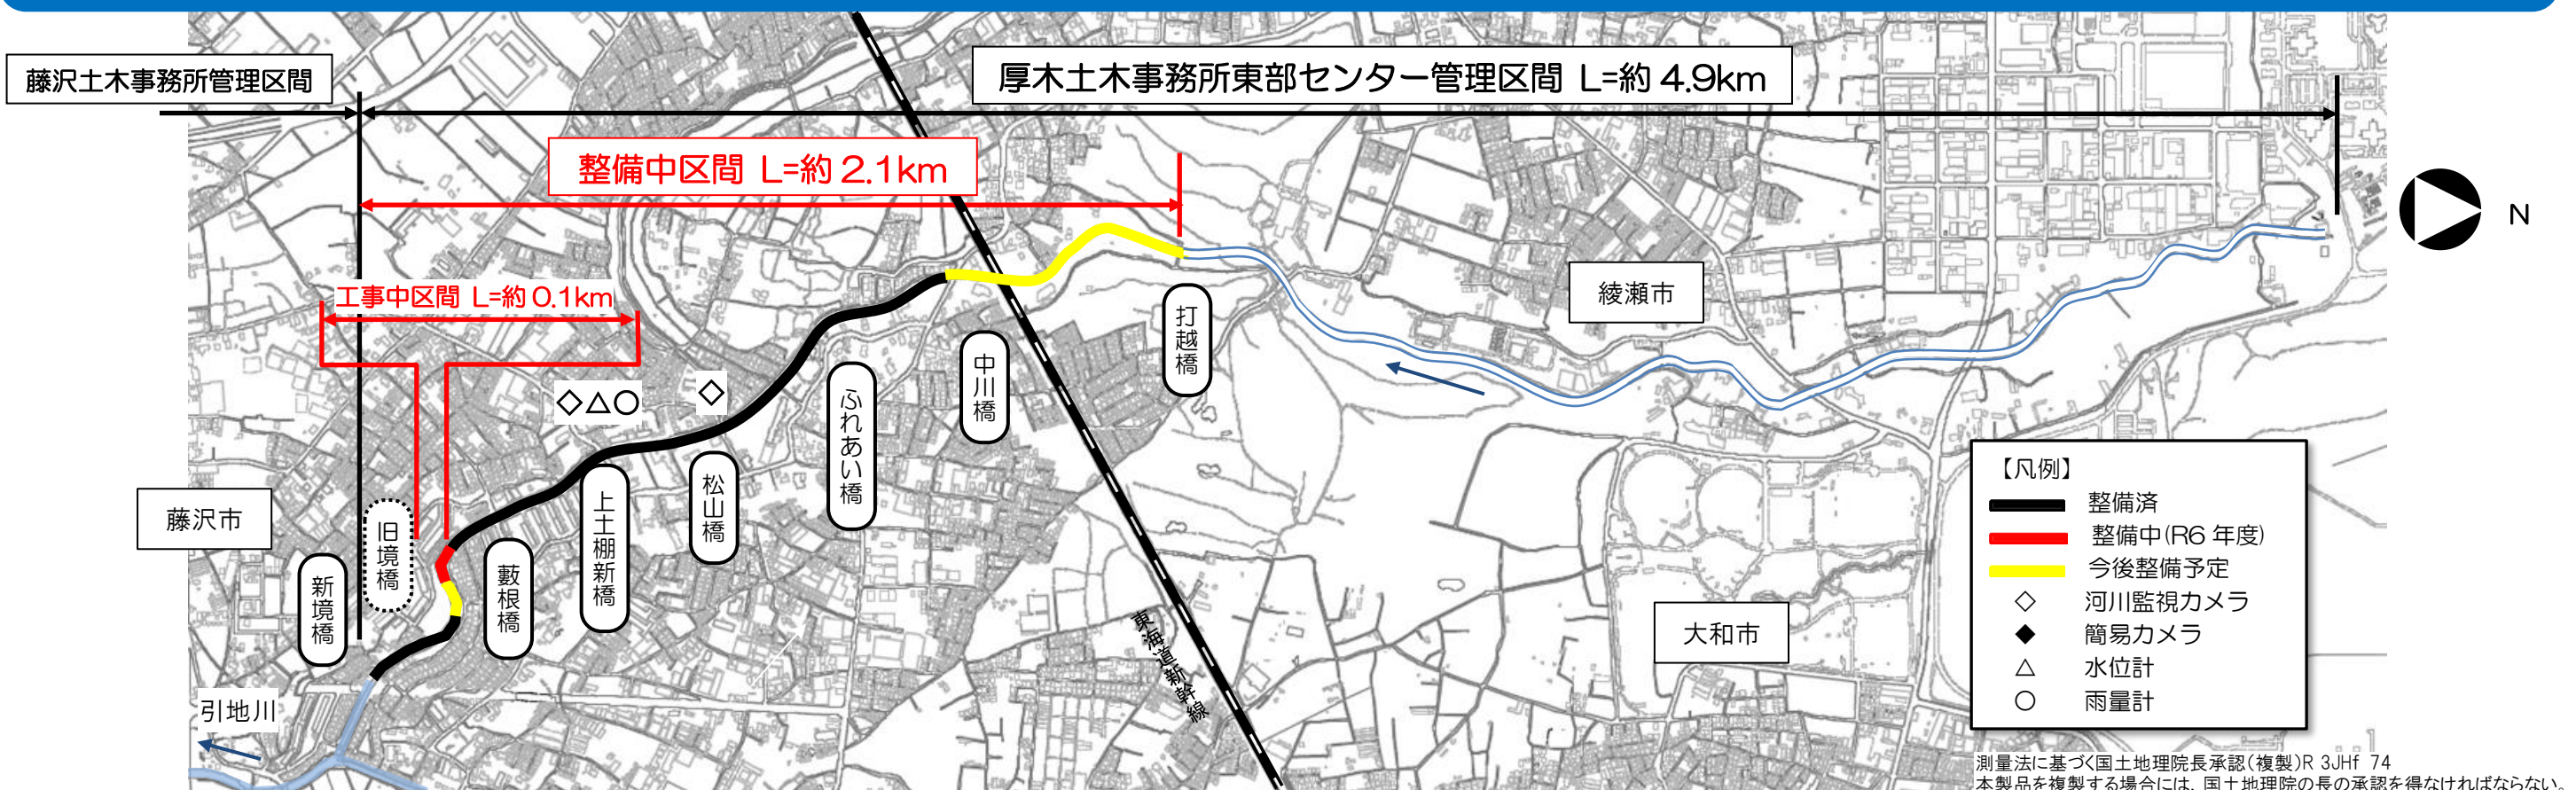 藤沢土木事務所管理区間
厚木土木事務所東部センター管理区間 L=約4.9km
整備中区間 L=約2.1km
工事中区間 L=約0.1km
N
綾瀬市
打越橋
中川橋
ふれあい橋
松山橋
上土棚新橋
藪根橋
旧境橋
新境橋
藤沢市
大和市
東海道新幹線
引地川
【凡例】
整備済
整備中(R6年度)
今後整備予定
河川監視カメラ
簡易カメラ
水位計
雨量計
測量法に基づく国土地理院長承認(複製)R 3JHf 74
本製品を複製する場合には、国土地理院の長の承認を得なければならない。